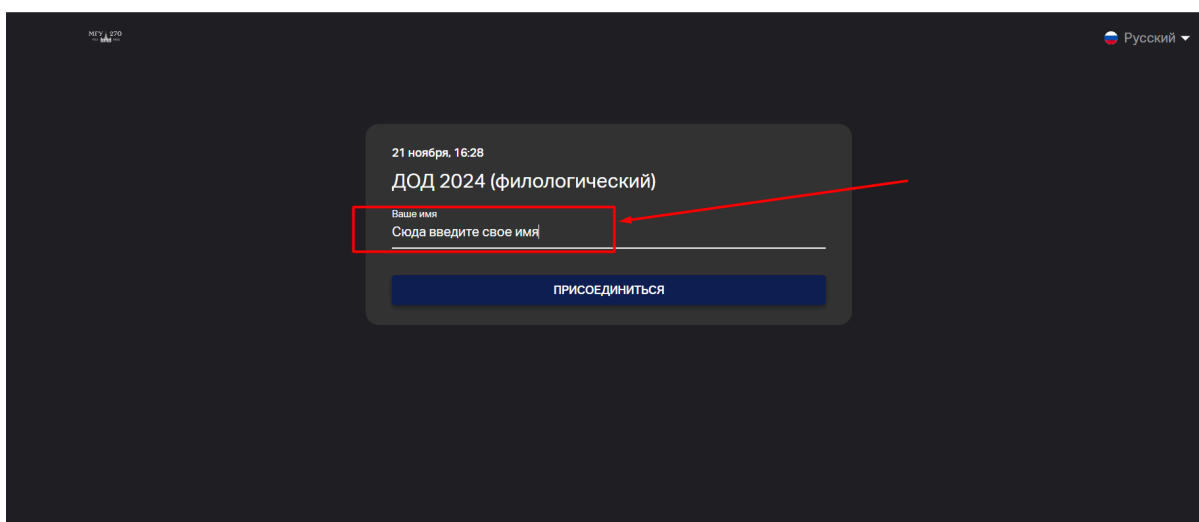 МГУ 270
Русский
21 ноября, 16:28
ДОД 2024 (филологический)
Ваше имя
Сюда введите свое имя
ПРИСОЕДИНИТЬСЯ